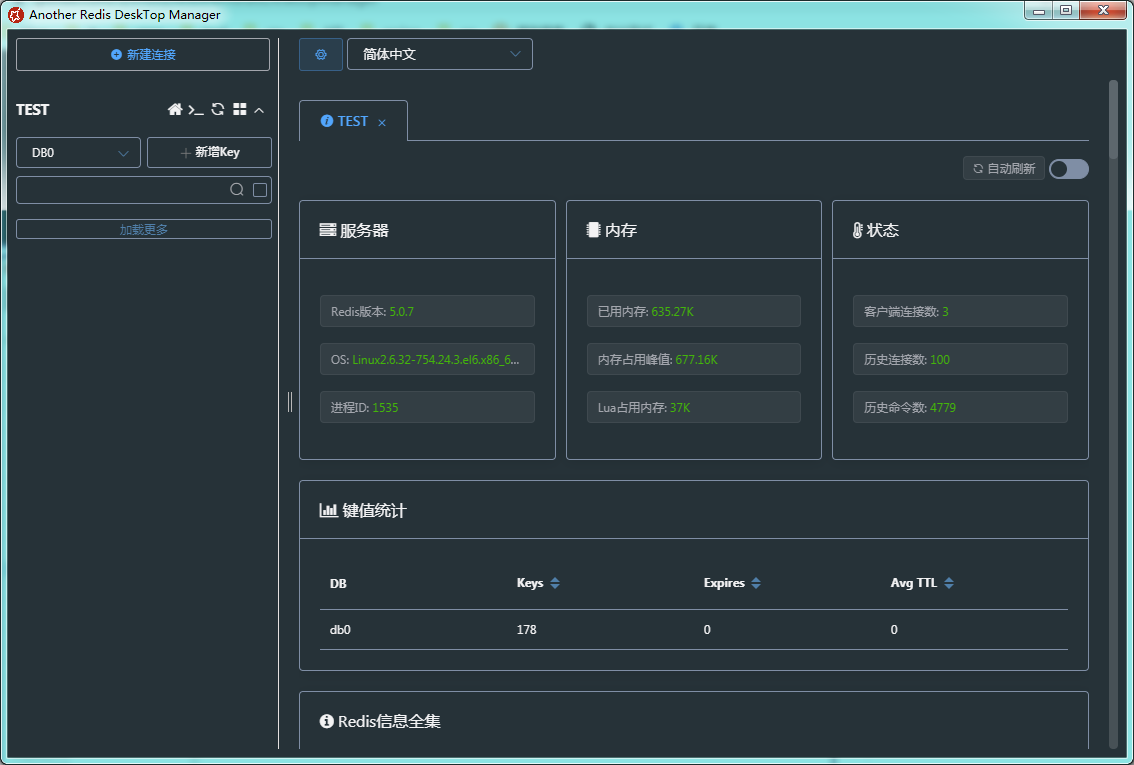 Another Redis DeskTop Manager
新建连接
简体中文
TEST
TEST
DB0
新增Key
自动刷新
加载更多
服务器
内存
状态
Redis版本: 5.0.7
已用内存: 635.27K
客户端连接数: 3
OS: Linux2.6.32-754.24.3.el6.x86_6...
内存占用峰值: 677.16K
历史连接数: 100
进程ID: 1535
Lua占用内存: 37K
历史命令数: 4779
键值统计
DB Keys Expires Avg TTL
db0 178 0 0
Redis信息全集